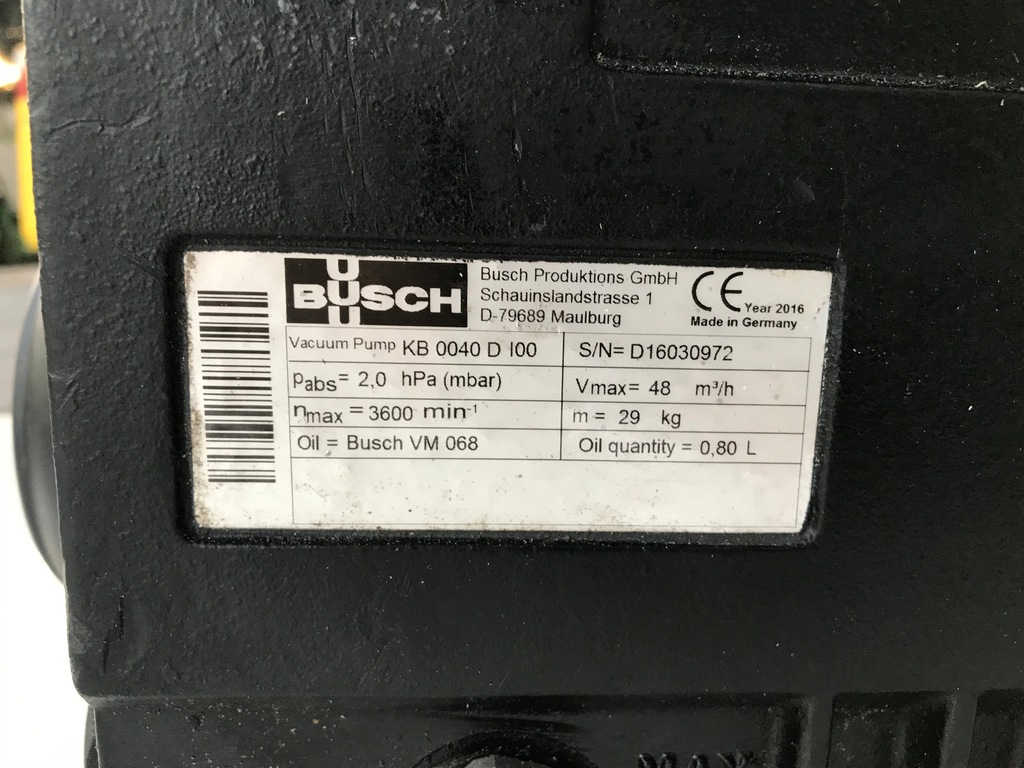 BUSCH
Busch Produktions GmbH
Schauinslandstrasse 1
D-79689 Maulburg
CE Year 2016
Made in Germany
Vacuum Pump KB 0040 D I00
S/N= D16030972
Pabs= 2,0 hPa (mbar)
Vmax= 48 m³/h
nmax = 3600 min⁻¹
m = 29 kg
Oil = Busch VM 068
Oil quantity = 0,80 L
MAX